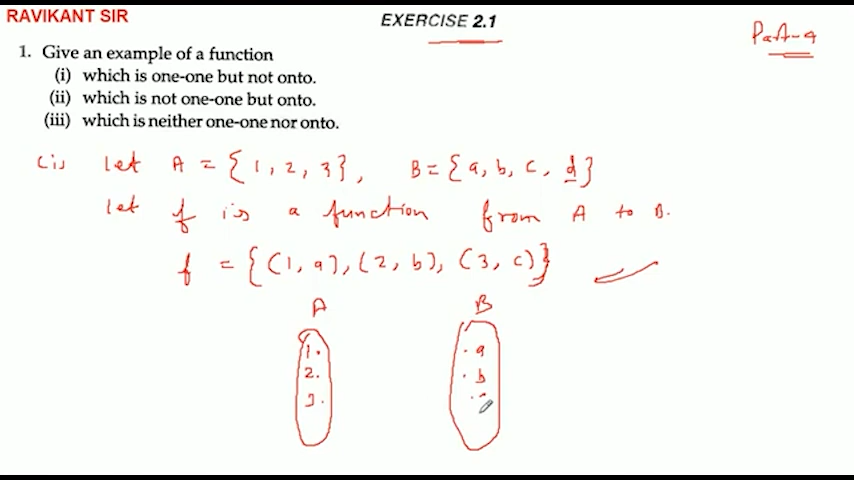 RAVIKANT SIR
EXERCISE 2.1
Part-4
1. Give an example of a function
(i) which is one-one but not onto.
(ii) which is not one-one but onto.
(iii) which is neither one-one nor onto.
(i) let A = {1, 2, 3}, B = {a, b, c, d}
let f is a function from A to B.
f = {(1, a), (2, b), (3, c)}
A B
1. . a
2. . b
3. .